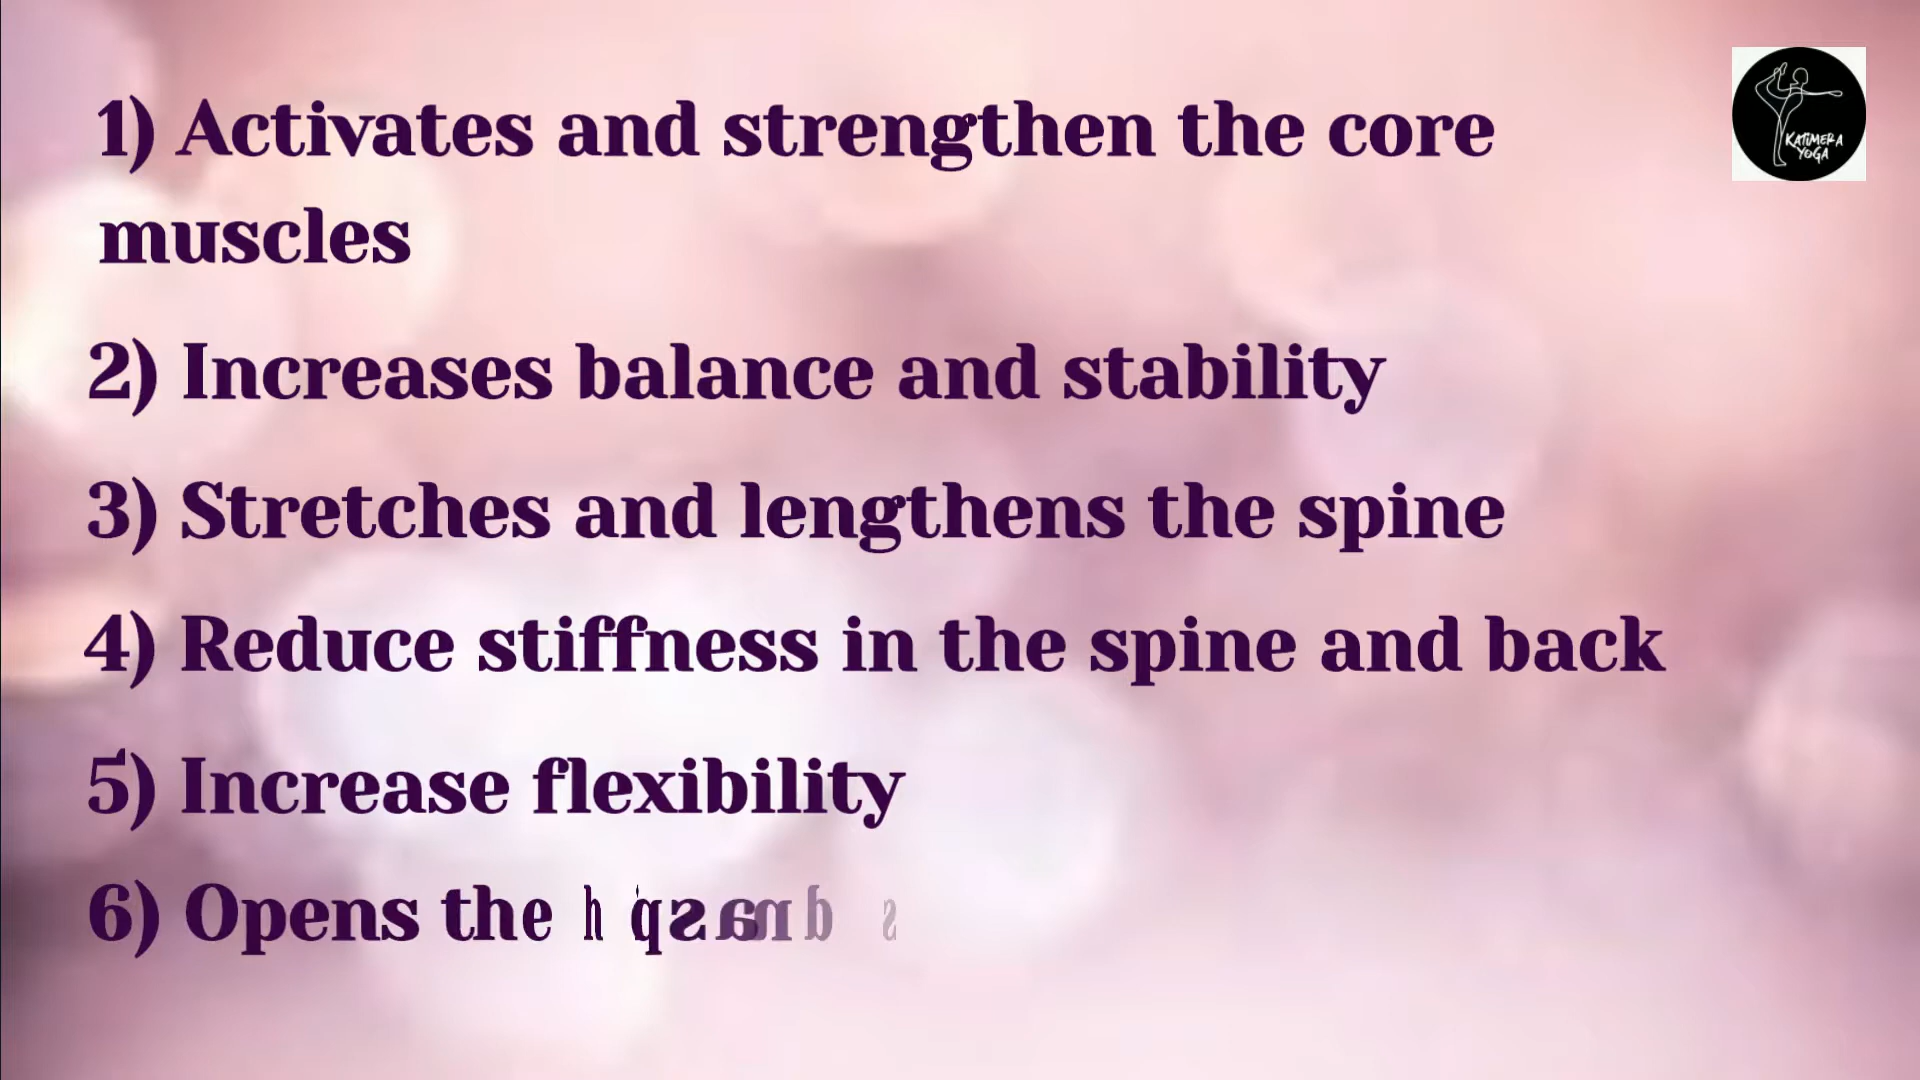 1) Activates and strengthen the core
muscles
2) Increases balance and stability
3) Stretches and lengthens the spine
4) Reduce stiffness in the spine and back
5) Increase flexibility
6) Opens the
KATIMERA
YOGA